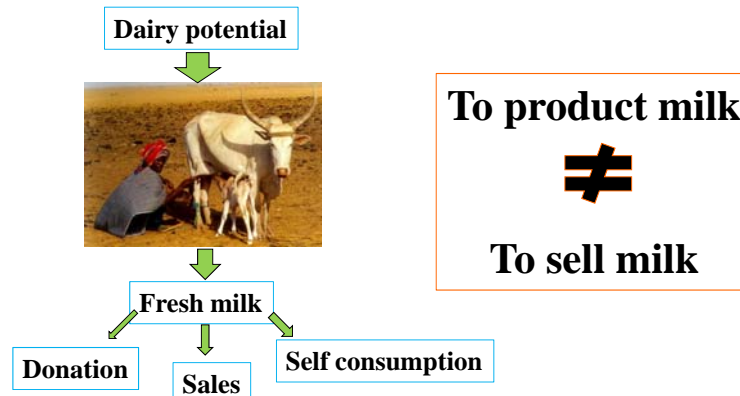 Dairy potential
To product milk
≠
To sell milk
Fresh milk
Donation
Sales
Self consumption